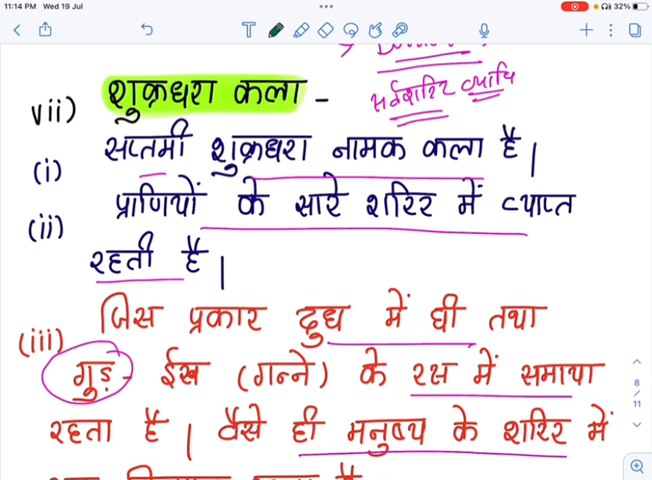 11:14 PM Wed 19 Jul
32%
सर्वशरिर व्यापि
vii) शुक्रधरा कला -
(i) सप्तमी शुक्रधरा नामक कला है।
(ii) प्राणियों के सारे शरिर में व्याप्त
रहती है।
(iii) जिस प्रकार दुध में घी तथा
गुड़ - ईख (गन्ने) के रस में समाया
रहता है। वैसे ही मनुष्य के शरिर में
8
/
11